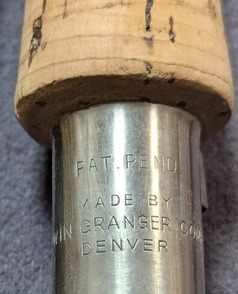 PAT. PEND
MADE BY
WIN GRANGER CO
DENVER